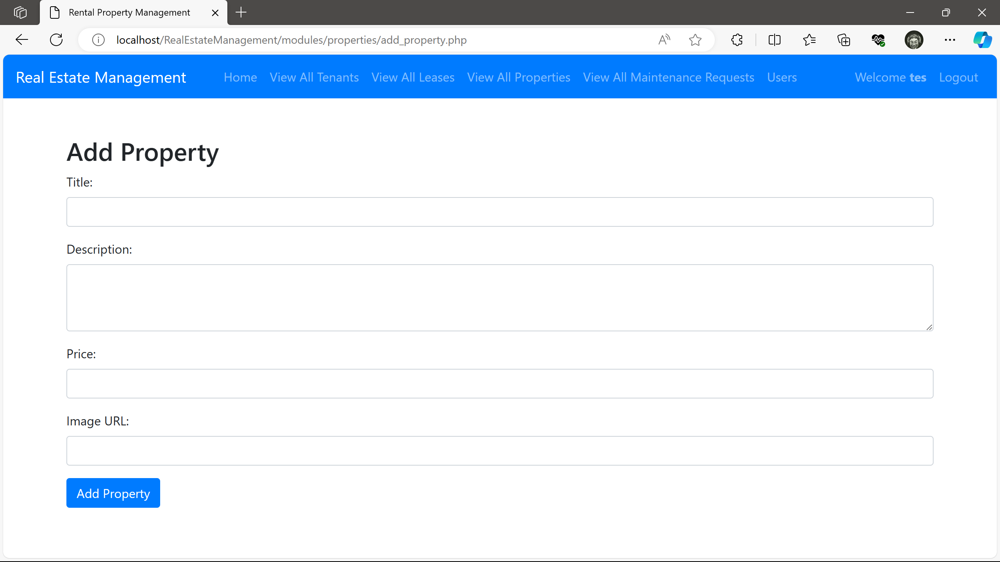 Rental Property Management
localhost/RealEstateManagement/modules/properties/add_property.php
Real Estate Management Home View All Tenants View All Leases View All Properties View All Maintenance Requests Users Welcome tes Logout
Add Property
Title:
Description:
Price:
Image URL:
Add Property